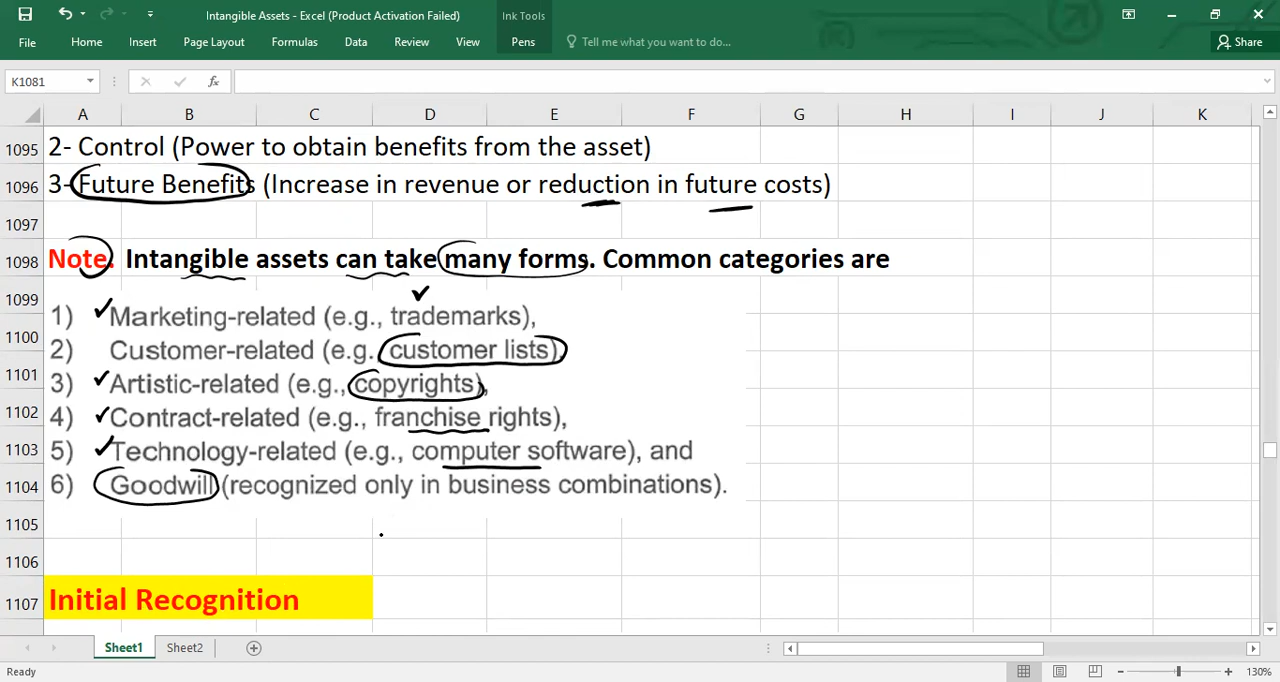 Intangible Assets - Excel (Product Activation Failed)
Ink Tools
File Home Insert Page Layout Formulas Data Review View Pens Tell me what you want to do... Share
K1081 fx
A B C D E F G H I J K
1095 2- Control (Power to obtain benefits from the asset)
1096 3- Future Benefits (Increase in revenue or reduction in future costs)
1097
1098 Note. Intangible assets can take many forms. Common categories are
1099 1) Marketing-related (e.g., trademarks),
1100 2) Customer-related (e.g. customer lists),
1101 3) Artistic-related (e.g., copyrights),
1102 4) Contract-related (e.g., franchise rights),
1103 5) Technology-related (e.g., computer software), and
1104 6) Goodwill (recognized only in business combinations).
1105
1106
1107 Initial Recognition
Sheet1 Sheet2
Ready 130%